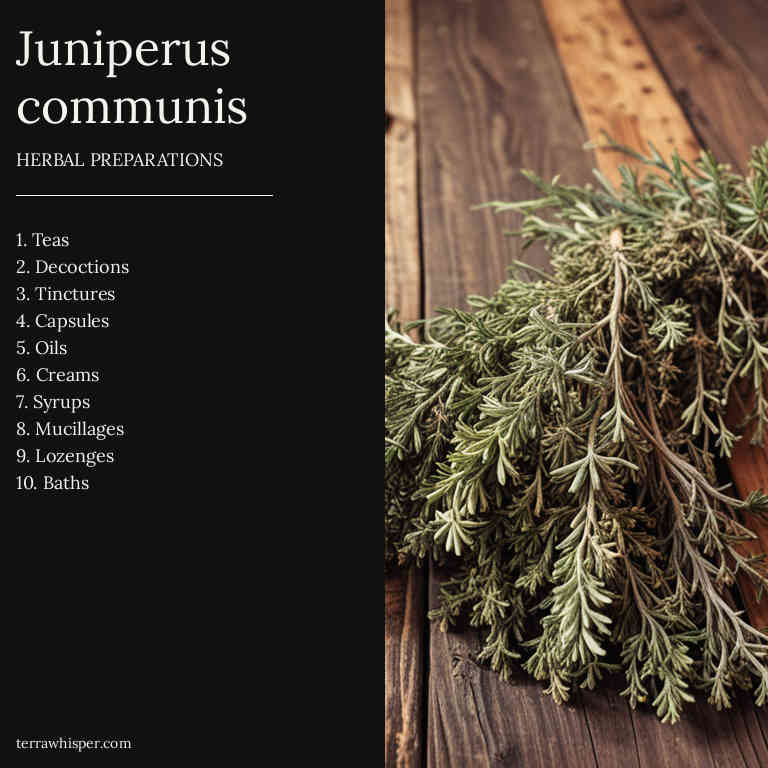 Juniperus
communis
HERBAL PREPARATIONS
1. Teas
2. Decoctions
3. Tinctures
4. Capsules
5. Oils
6. Creams
7. Syrups
8. Mucillages
9. Lozenges
10. Baths
terrawhisper.com